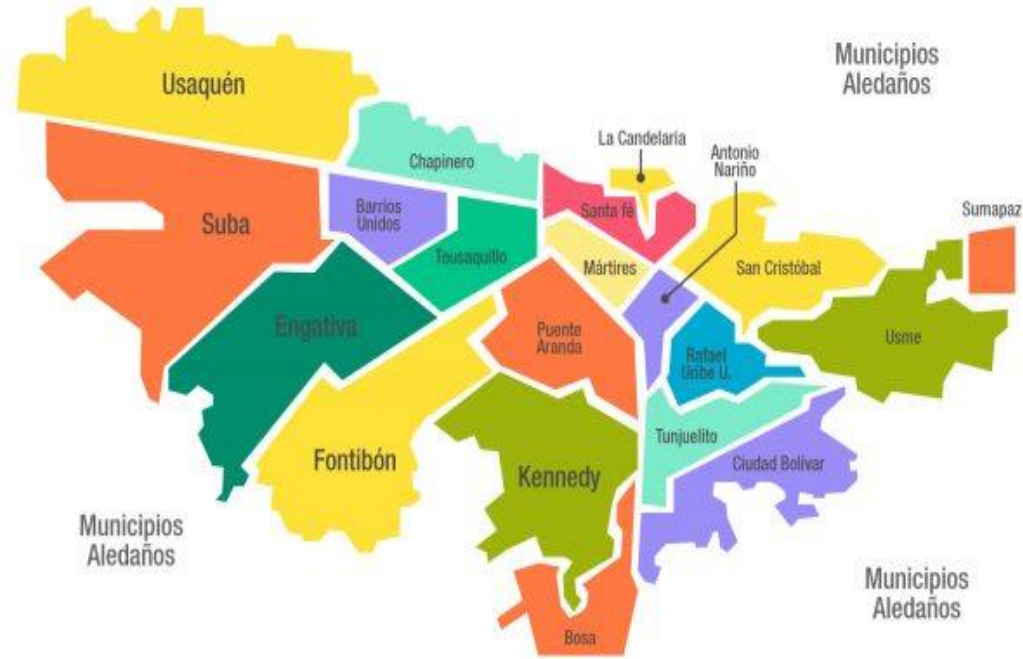 Municipios
Aledaños
Usaquén
La Candelaria
Antonio
Nariño
Chapinero
Barrios
Unidos
Suba
Santa fé
Sumapaz
Teusaquillo
Mártires
San Cristóbal
Engativa
Puente
Aranda
Usme
Rafael
Uribe U.
Tunjuelito
Fontibón
Kennedy
Ciudad Bolívar
Municipios
Aledaños
Municipios
Aledaños
Bosa